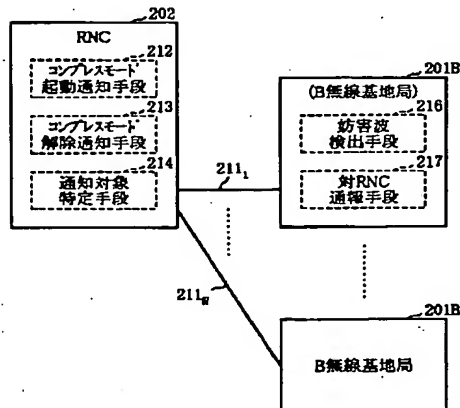 202
RNC
212
コンプレスモード
起動通知手段
213
コンプレスモード
解除通知手段
214
通知対象
特定手段
211₁
211N
201B
(B無線基地局)
216
妨害波
検出手段
217
対RNC
通報手段
201B
B無線基地局